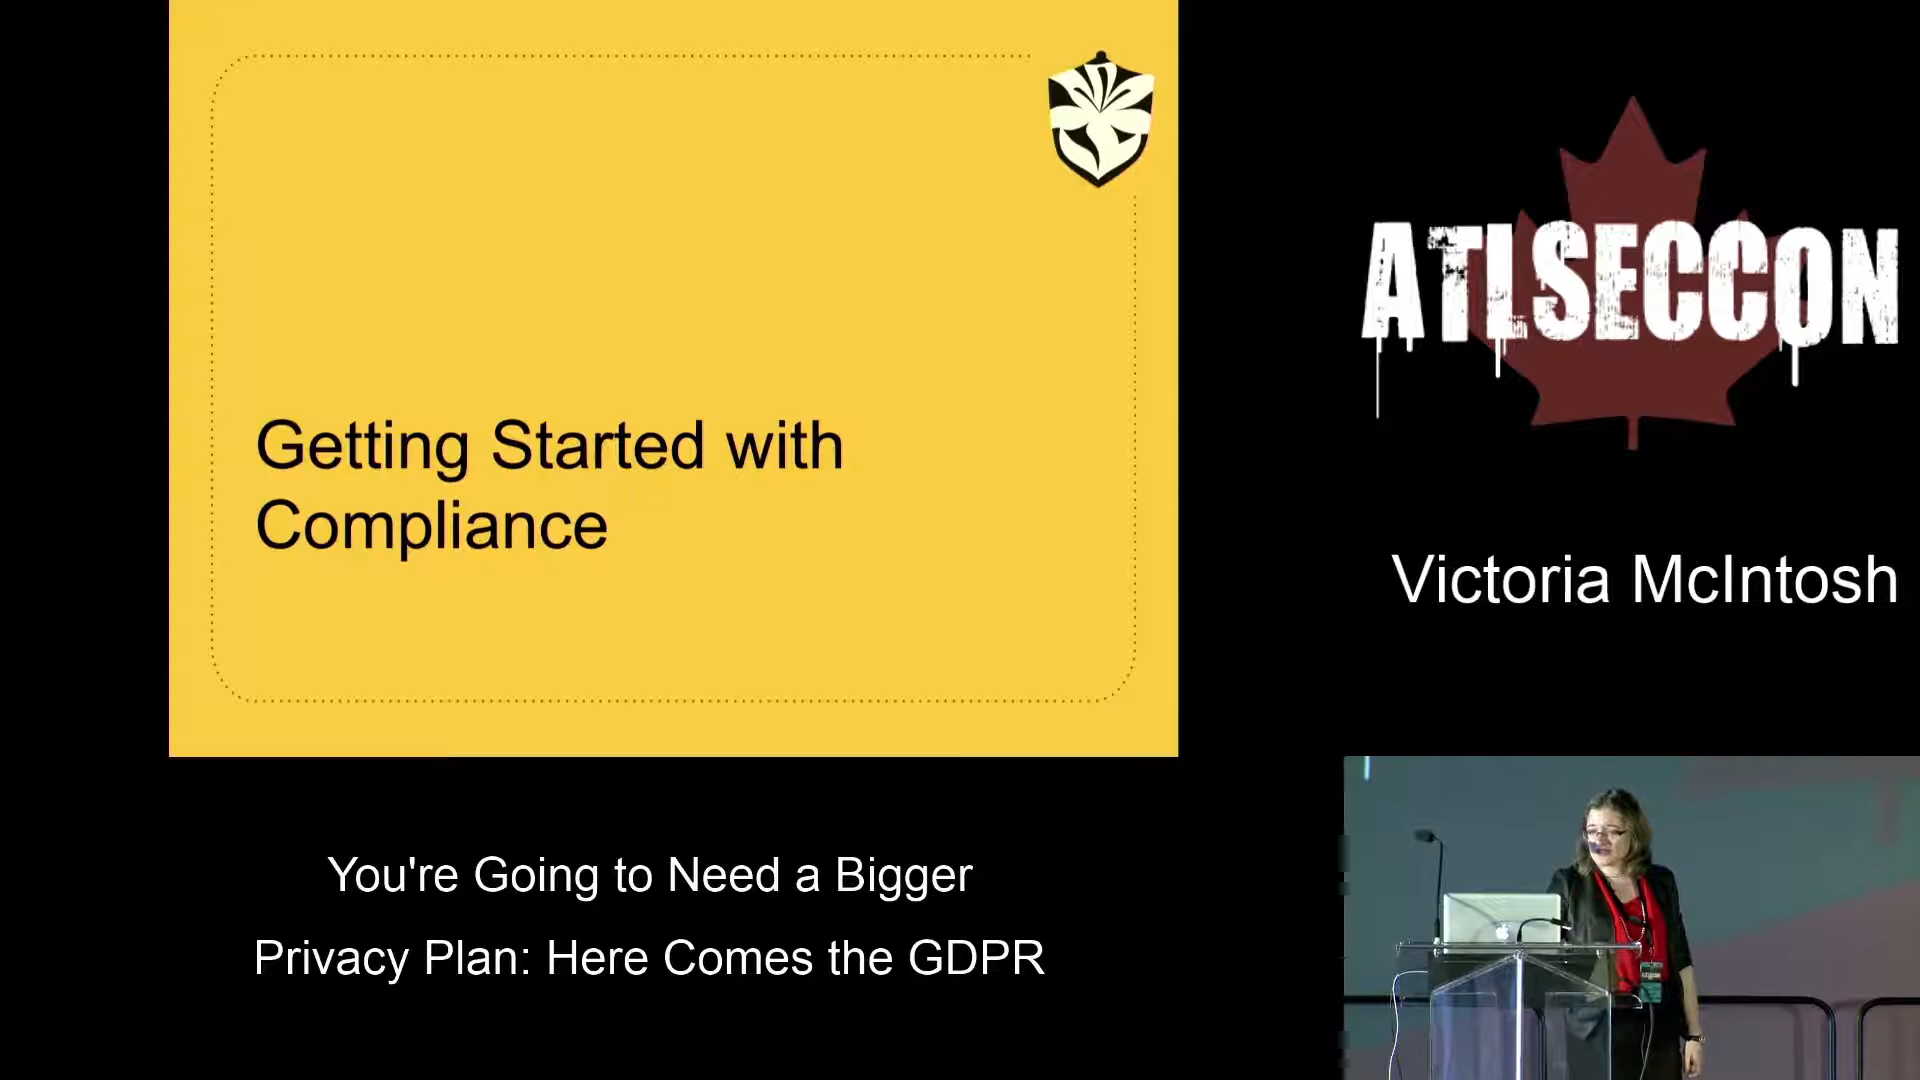 Getting Started with
Compliance
ATLSECCON
Victoria McIntosh
You're Going to Need a Bigger
Privacy Plan: Here Comes the GDPR